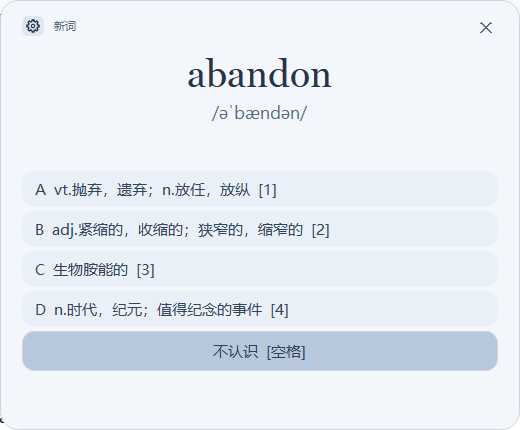 新词
abandon
/əˈbændən/
A vt.抛弃，遗弃；n.放任，放纵 [1]
B adj.紧缩的，收缩的；狭窄的，缩窄的 [2]
C 生物胺能的 [3]
D n.时代，纪元；值得纪念的事件 [4]
不认识 [空格]